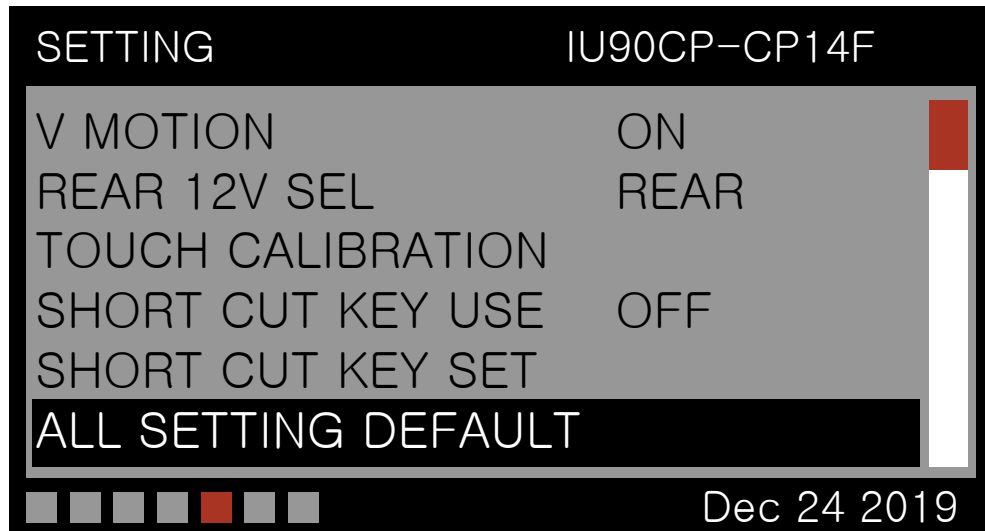 SETTING IU90CP-CP14F
V MOTION ON
REAR 12V SEL REAR
TOUCH CALIBRATION
SHORT CUT KEY USE OFF
SHORT CUT KEY SET
ALL SETTING DEFAULT
Dec 24 2019